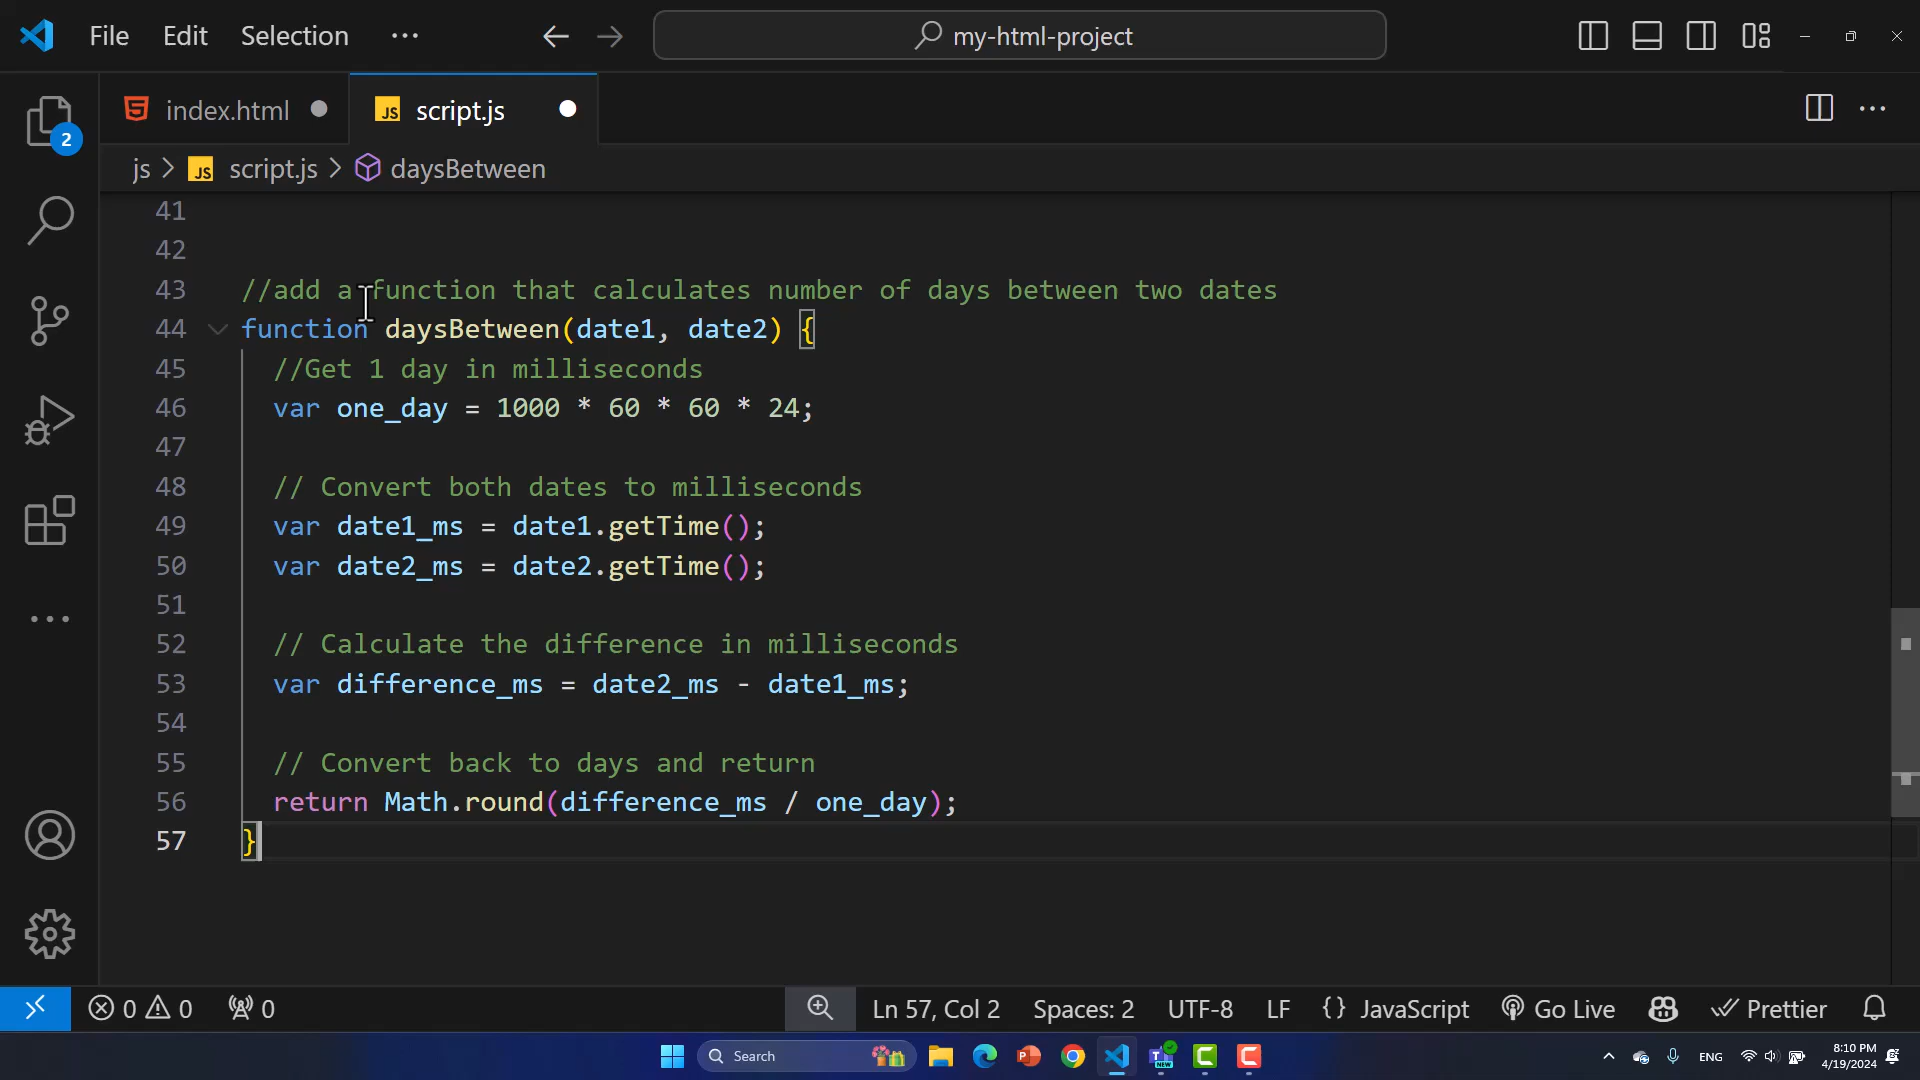 File Edit Selection ··· my-html-project
index.html JS script.js
js > JS script.js > daysBetween
2
41
42
43 //add a function that calculates number of days between two dates
44 function daysBetween(date1, date2) {
45 //Get 1 day in milliseconds
46 var one_day = 1000 * 60 * 60 * 24;
47
48 // Convert both dates to milliseconds
49 var date1_ms = date1.getTime();
50 var date2_ms = date2.getTime();
51
52 // Calculate the difference in milliseconds
53 var difference_ms = date2_ms - date1_ms;
54
55 // Convert back to days and return
56 return Math.round(difference_ms / one_day);
57 }
0 0 0 Ln 57, Col 2 Spaces: 2 UTF-8 LF {} JavaScript Go Live Prettier
Search ENG 8:10 PM
4/19/2024